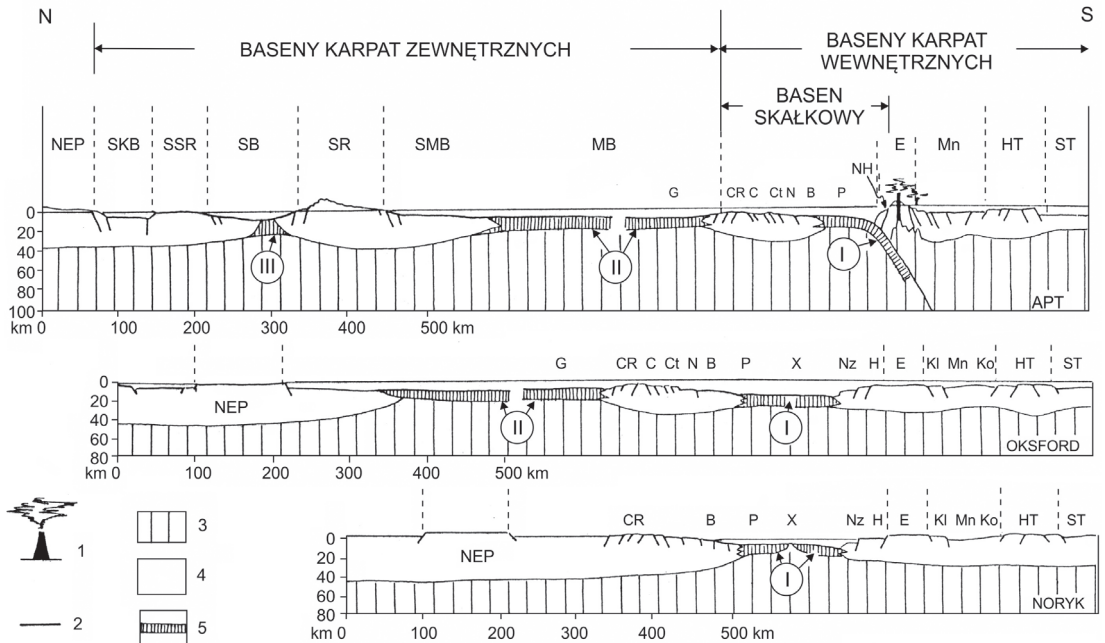 N S
BASENY KARPAT ZEWNĘTRZNYCH
BASENY KARPAT
WEWNĘTRZNYCH
BASEN
SKAŁKOWY
NEP SKB SSR SB SR SMB MB E Mn HT ST
NH
G CR C Ct N B P
0
20
40
60
80
100
III II I
APT
km 0 100 200 300 400 500 km
G CR C Ct N B P X Nz H E Kl Mn Ko HT ST
0
20
40
60
80
NEP
II I
OKSFORD
km 0 100 200 300 400 500
CR B P X Nz H E Kl Mn Ko HT ST
0
20
40
60
80
NEP
I
NORYK
km 0 100 200 300 400 500 km
1
2
3
4
5